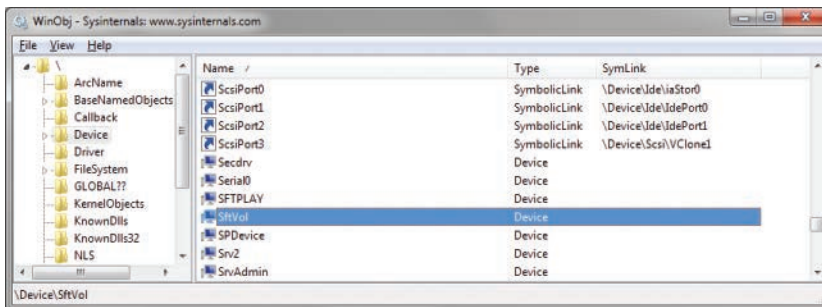 WinObj - Sysinternals: www.sysinternals.com
File View Help
\
ArcName
BaseNamedObjects
Callback
Device
Driver
FileSystem
GLOBAL??
KernelObjects
KnownDlls
KnownDlls32
NLS
Name / Type SymLink
ScsiPort0 SymbolicLink \Device\Ide\iaStor0
ScsiPort1 SymbolicLink \Device\Ide\IdePort0
ScsiPort2 SymbolicLink \Device\Ide\IdePort1
ScsiPort3 SymbolicLink \Device\Scsi\VClone1
Secdrv Device
Serial0 Device
SFTPLAY Device
SftVol Device
SPDevice Device
Srv2 Device
SrvAdmin Device
\Device\SftVol